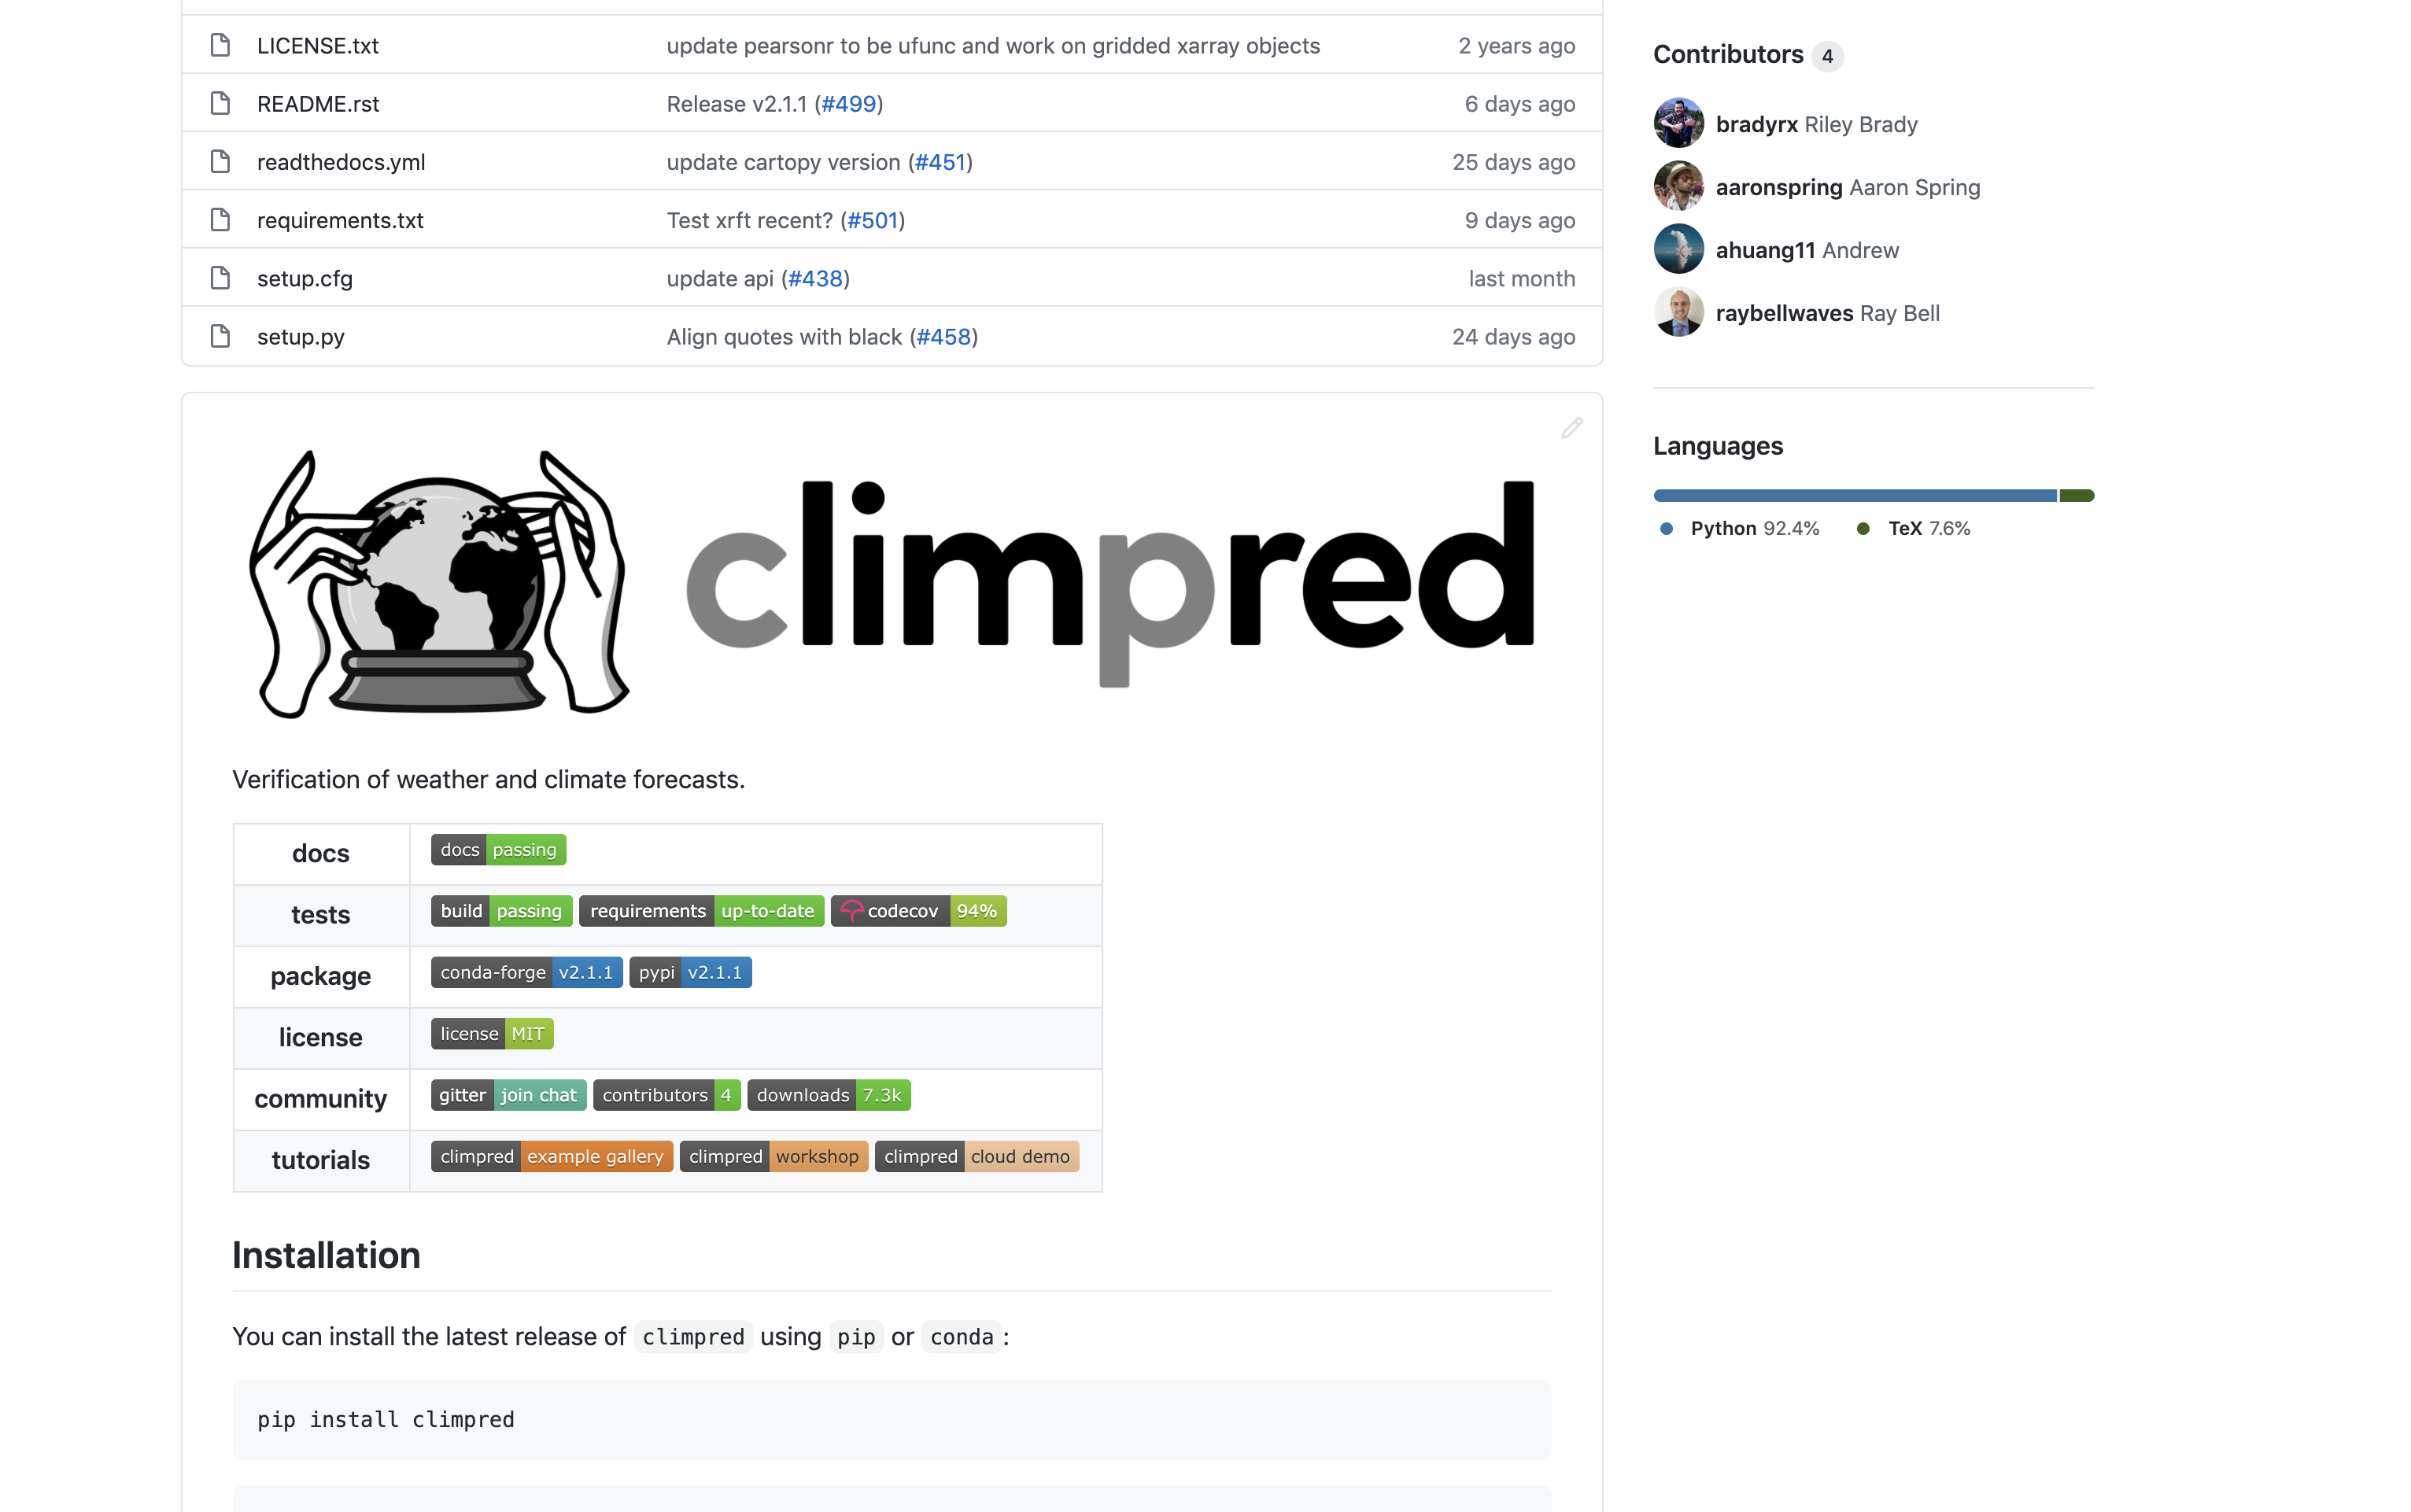 LICENSE.txt update pearsonr to be ufunc and work on gridded xarray objects 2 years ago
README.rst Release v2.1.1 (#499) 6 days ago
readthedocs.yml update cartopy version (#451) 25 days ago
requirements.txt Test xrft recent? (#501) 9 days ago
setup.cfg update api (#438) last month
setup.py Align quotes with black (#458) 24 days ago
climpred
Verification of weather and climate forecasts.
docs docs passing
tests build passing requirements up-to-date codecov 94%
package conda-forge v2.1.1 pypi v2.1.1
license license MIT
community gitter join chat contributors 4 downloads 7.3k
tutorials climpred example gallery climpred workshop climpred cloud demo
Installation
You can install the latest release of climpred using pip or conda:
pip install climpred
Contributors 4
bradyrx Riley Brady
aaronspring Aaron Spring
ahuang11 Andrew
raybellwaves Ray Bell
Languages
Python 92.4% TeX 7.6%